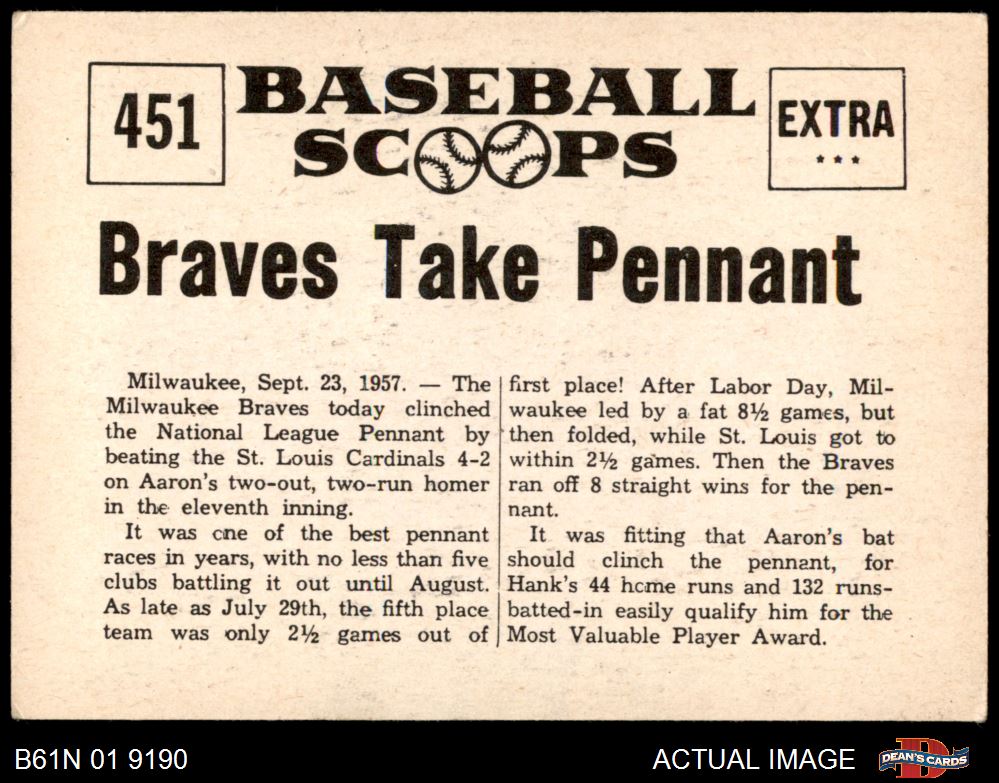 451
BASEBALL
SCOOPS
EXTRA
Braves Take Pennant
Milwaukee, Sept. 23, 1957. — The
Milwaukee Braves today clinched
the National League Pennant by
beating the St. Louis Cardinals 4-2
on Aaron's two-out, two-run homer
in the eleventh inning.
It was one of the best pennant
races in years, with no less than five
clubs battling it out until August.
As late as July 29th, the fifth place
team was only 2½ games out of
first place! After Labor Day, Mil-
waukee led by a fat 8½ games, but
then folded, while St. Louis got to
within 2½ games. Then the Braves
ran off 8 straight wins for the pen-
nant.
It was fitting that Aaron's bat
should clinch the pennant, for
Hank's 44 home runs and 132 runs-
batted-in easily qualify him for the
Most Valuable Player Award.
B61N 01 9190
ACTUAL IMAGE
DEAN'S CARDS